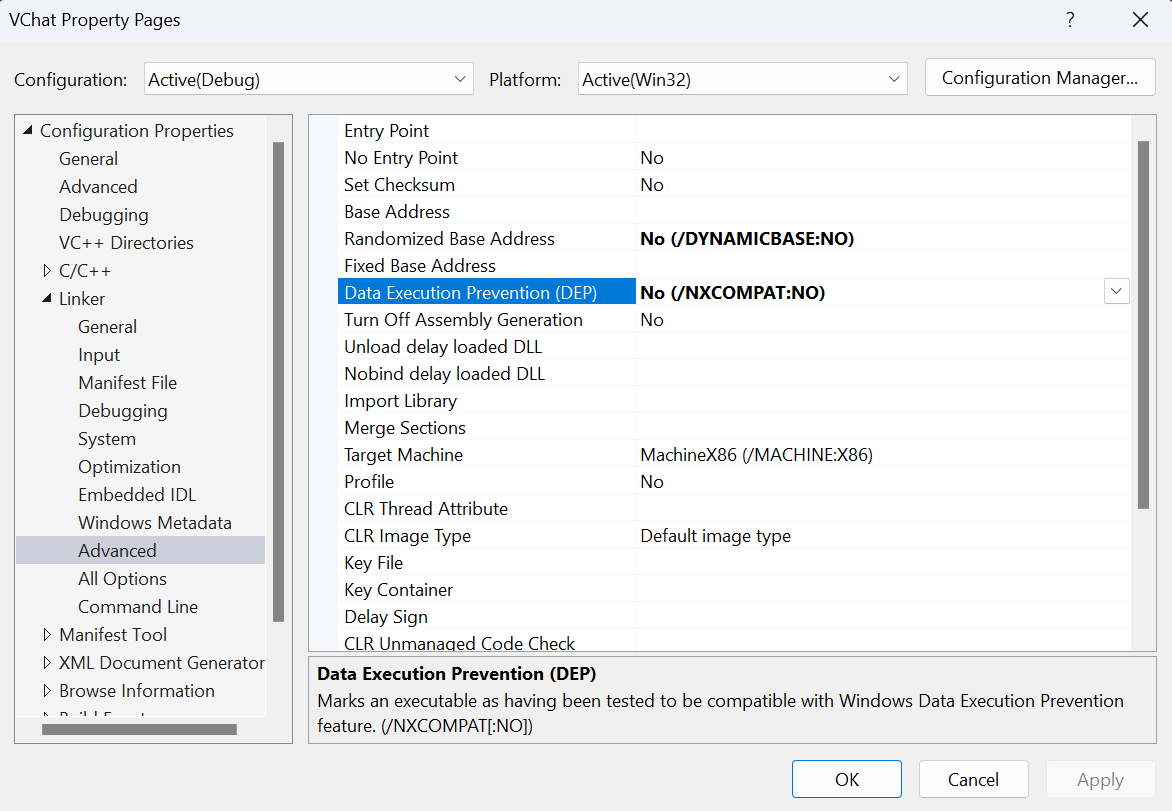 VChat Property Pages
?
Configuration: Active(Debug) Platform: Active(Win32) Configuration Manager...
Configuration Properties
General
Advanced
Debugging
VC++ Directories
C/C++
Linker
General
Input
Manifest File
Debugging
System
Optimization
Embedded IDL
Windows Metadata
Advanced
All Options
Command Line
Manifest Tool
XML Document Generator
Browse Information
Entry Point
No Entry Point No
Set Checksum No
Base Address
Randomized Base Address No (/DYNAMICBASE:NO)
Fixed Base Address
Data Execution Prevention (DEP) No (/NXCOMPAT:NO)
Turn Off Assembly Generation No
Unload delay loaded DLL
Nobind delay loaded DLL
Import Library
Merge Sections
Target Machine MachineX86 (/MACHINE:X86)
Profile No
CLR Thread Attribute
CLR Image Type Default image type
Key File
Key Container
Delay Sign
CLR Unmanaged Code Check
Data Execution Prevention (DEP)
Marks an executable as having been tested to be compatible with Windows Data Execution Prevention
feature. (/NXCOMPAT[:NO])
OK Cancel Apply